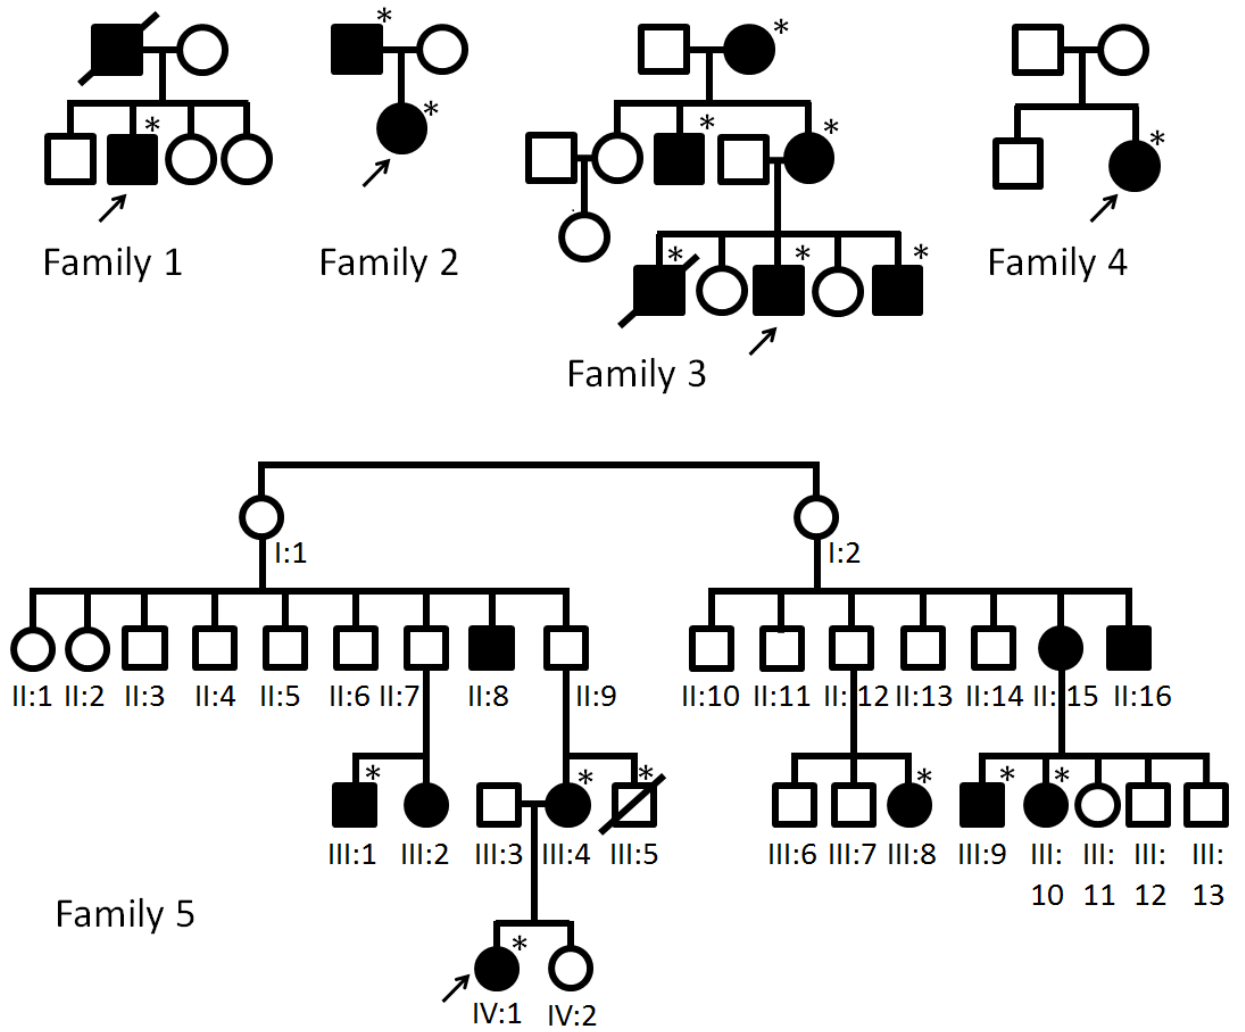 * * *
* *
*
*
Family 1 Family 2 Family 4
* * *
Family 3
I:1 I:2
II:1 II:2 II:3 II:4 II:5 II:6 II:7 II:8 II:9 II:10 II:11 II:12 II:13 II:14 II:15 II:16
* * * * * *
III:1 III:2 III:3 III:4 III:5 III:6 III:7 III:8 III:9 III: III: III: III:
10 11 12 13
Family 5
*
IV:1 IV:2